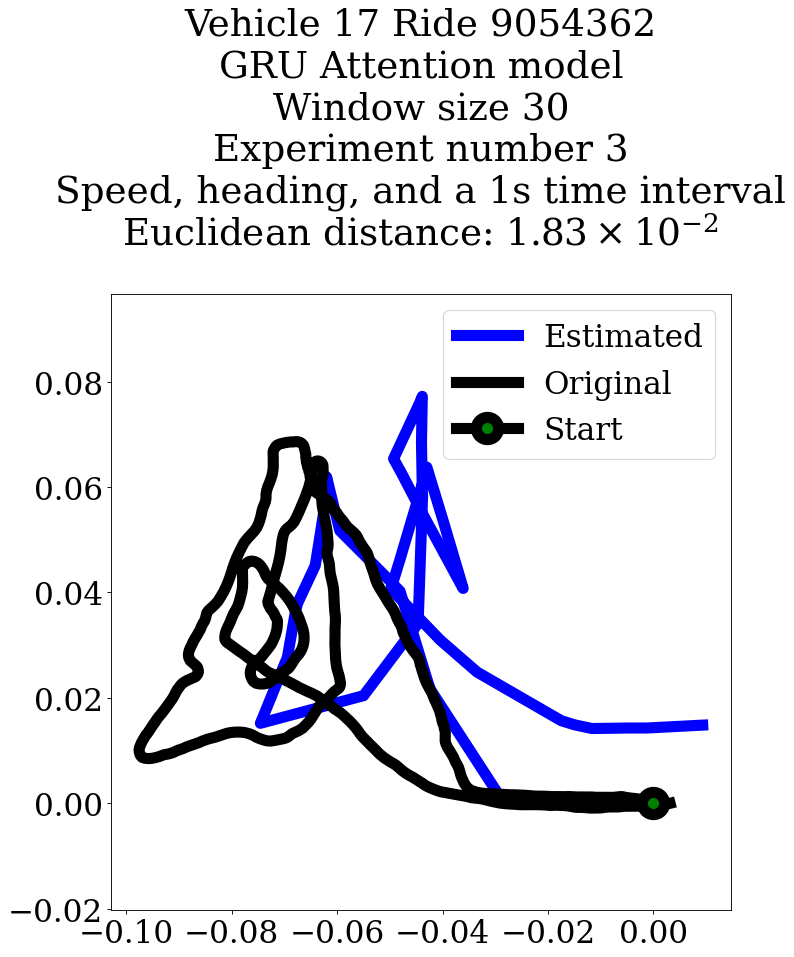 Vehicle 17 Ride 9054362
GRU Attention model
Window size 30
Experiment number 3
Speed, heading, and a 1s time interval
Euclidean distance: 1.83 × 10⁻²
Estimated
Original
Start
0.08
0.06
0.04
0.02
0.00
−0.02
−0.10 −0.08 −0.06 −0.04 −0.02 0.00